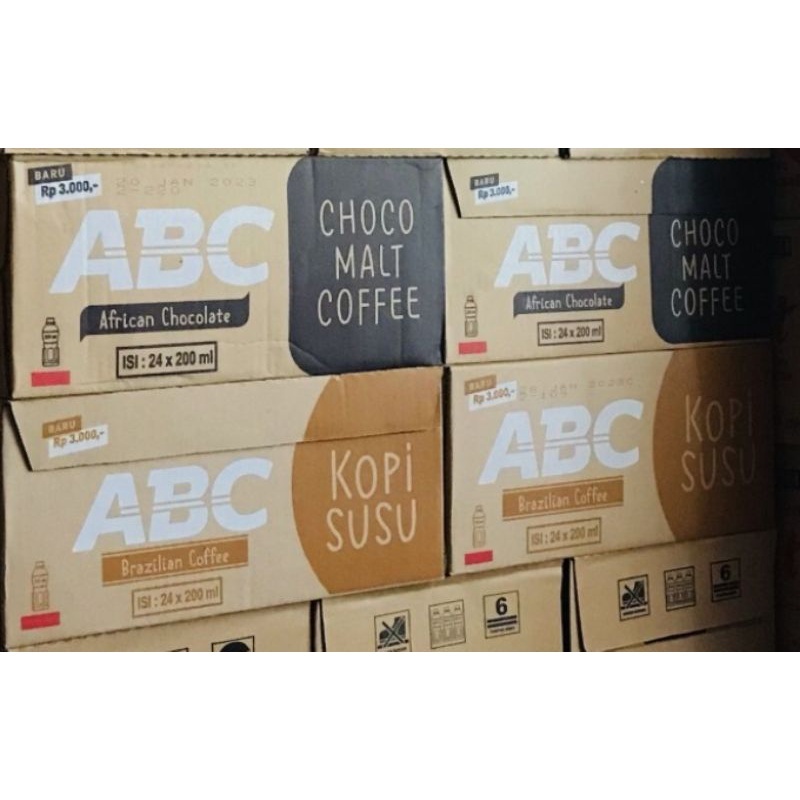 BARU
Rp 3.000,-
ABC
African Chocolate
ISI : 24 x 200 ml
CHOCO
MALT
COFFEE
BARU
Rp 3.000,-
ABC
African Chocolate
ISI : 24 x 200 ml
CHOCO
MALT
COFFEE
BARU
Rp 3.000,-
ABC
Brazilian Coffee
ISI : 24 x 200 ml
KOPI
SUSU
BARU
Rp 3.000,-
ABC
Brazilian Coffee
ISI : 24 x 200 ml
KOPI
SUSU
6
6